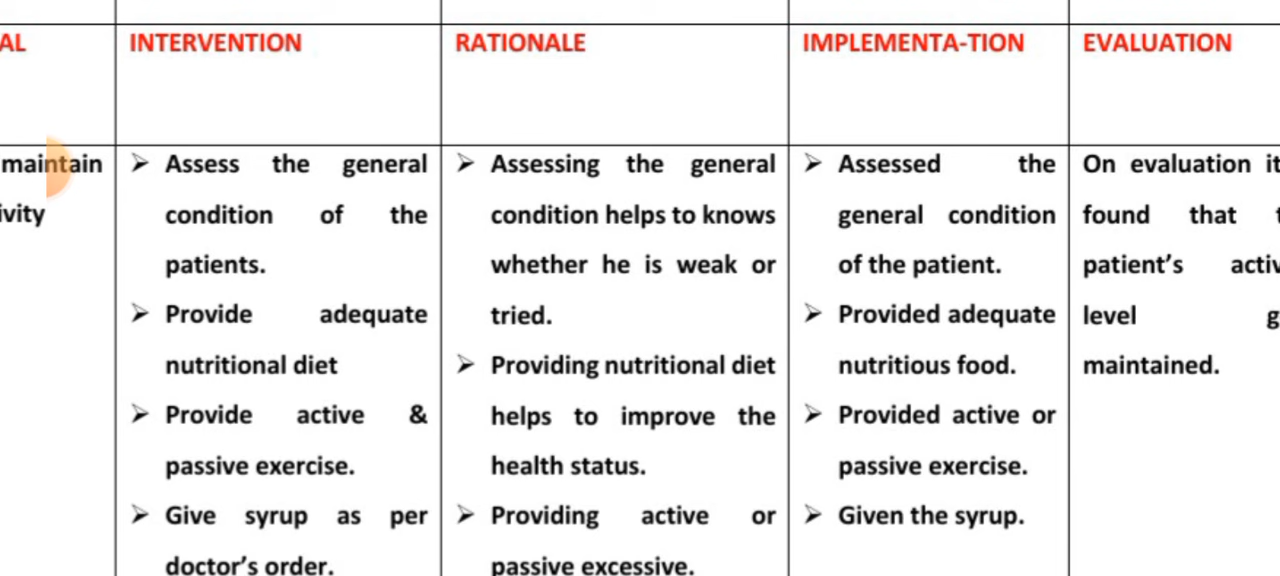 AL
INTERVENTION
RATIONALE
IMPLEMENTA-TION
EVALUATION
maintain
ivity
➢ Assess the general
condition of the
patients.
➢ Provide adequate
nutritional diet
➢ Provide active &
passive exercise.
➢ Give syrup as per
doctor's order.
➢ Assessing the general
condition helps to knows
whether he is weak or
tried.
➢ Providing nutritional diet
helps to improve the
health status.
➢ Providing active or
passive excessive.
➢ Assessed the
general condition
of the patient.
➢ Provided adequate
nutritious food.
➢ Provided active or
passive exercise.
➢ Given the syrup.
On evaluation it
found that
patient's activ
level g
maintained.